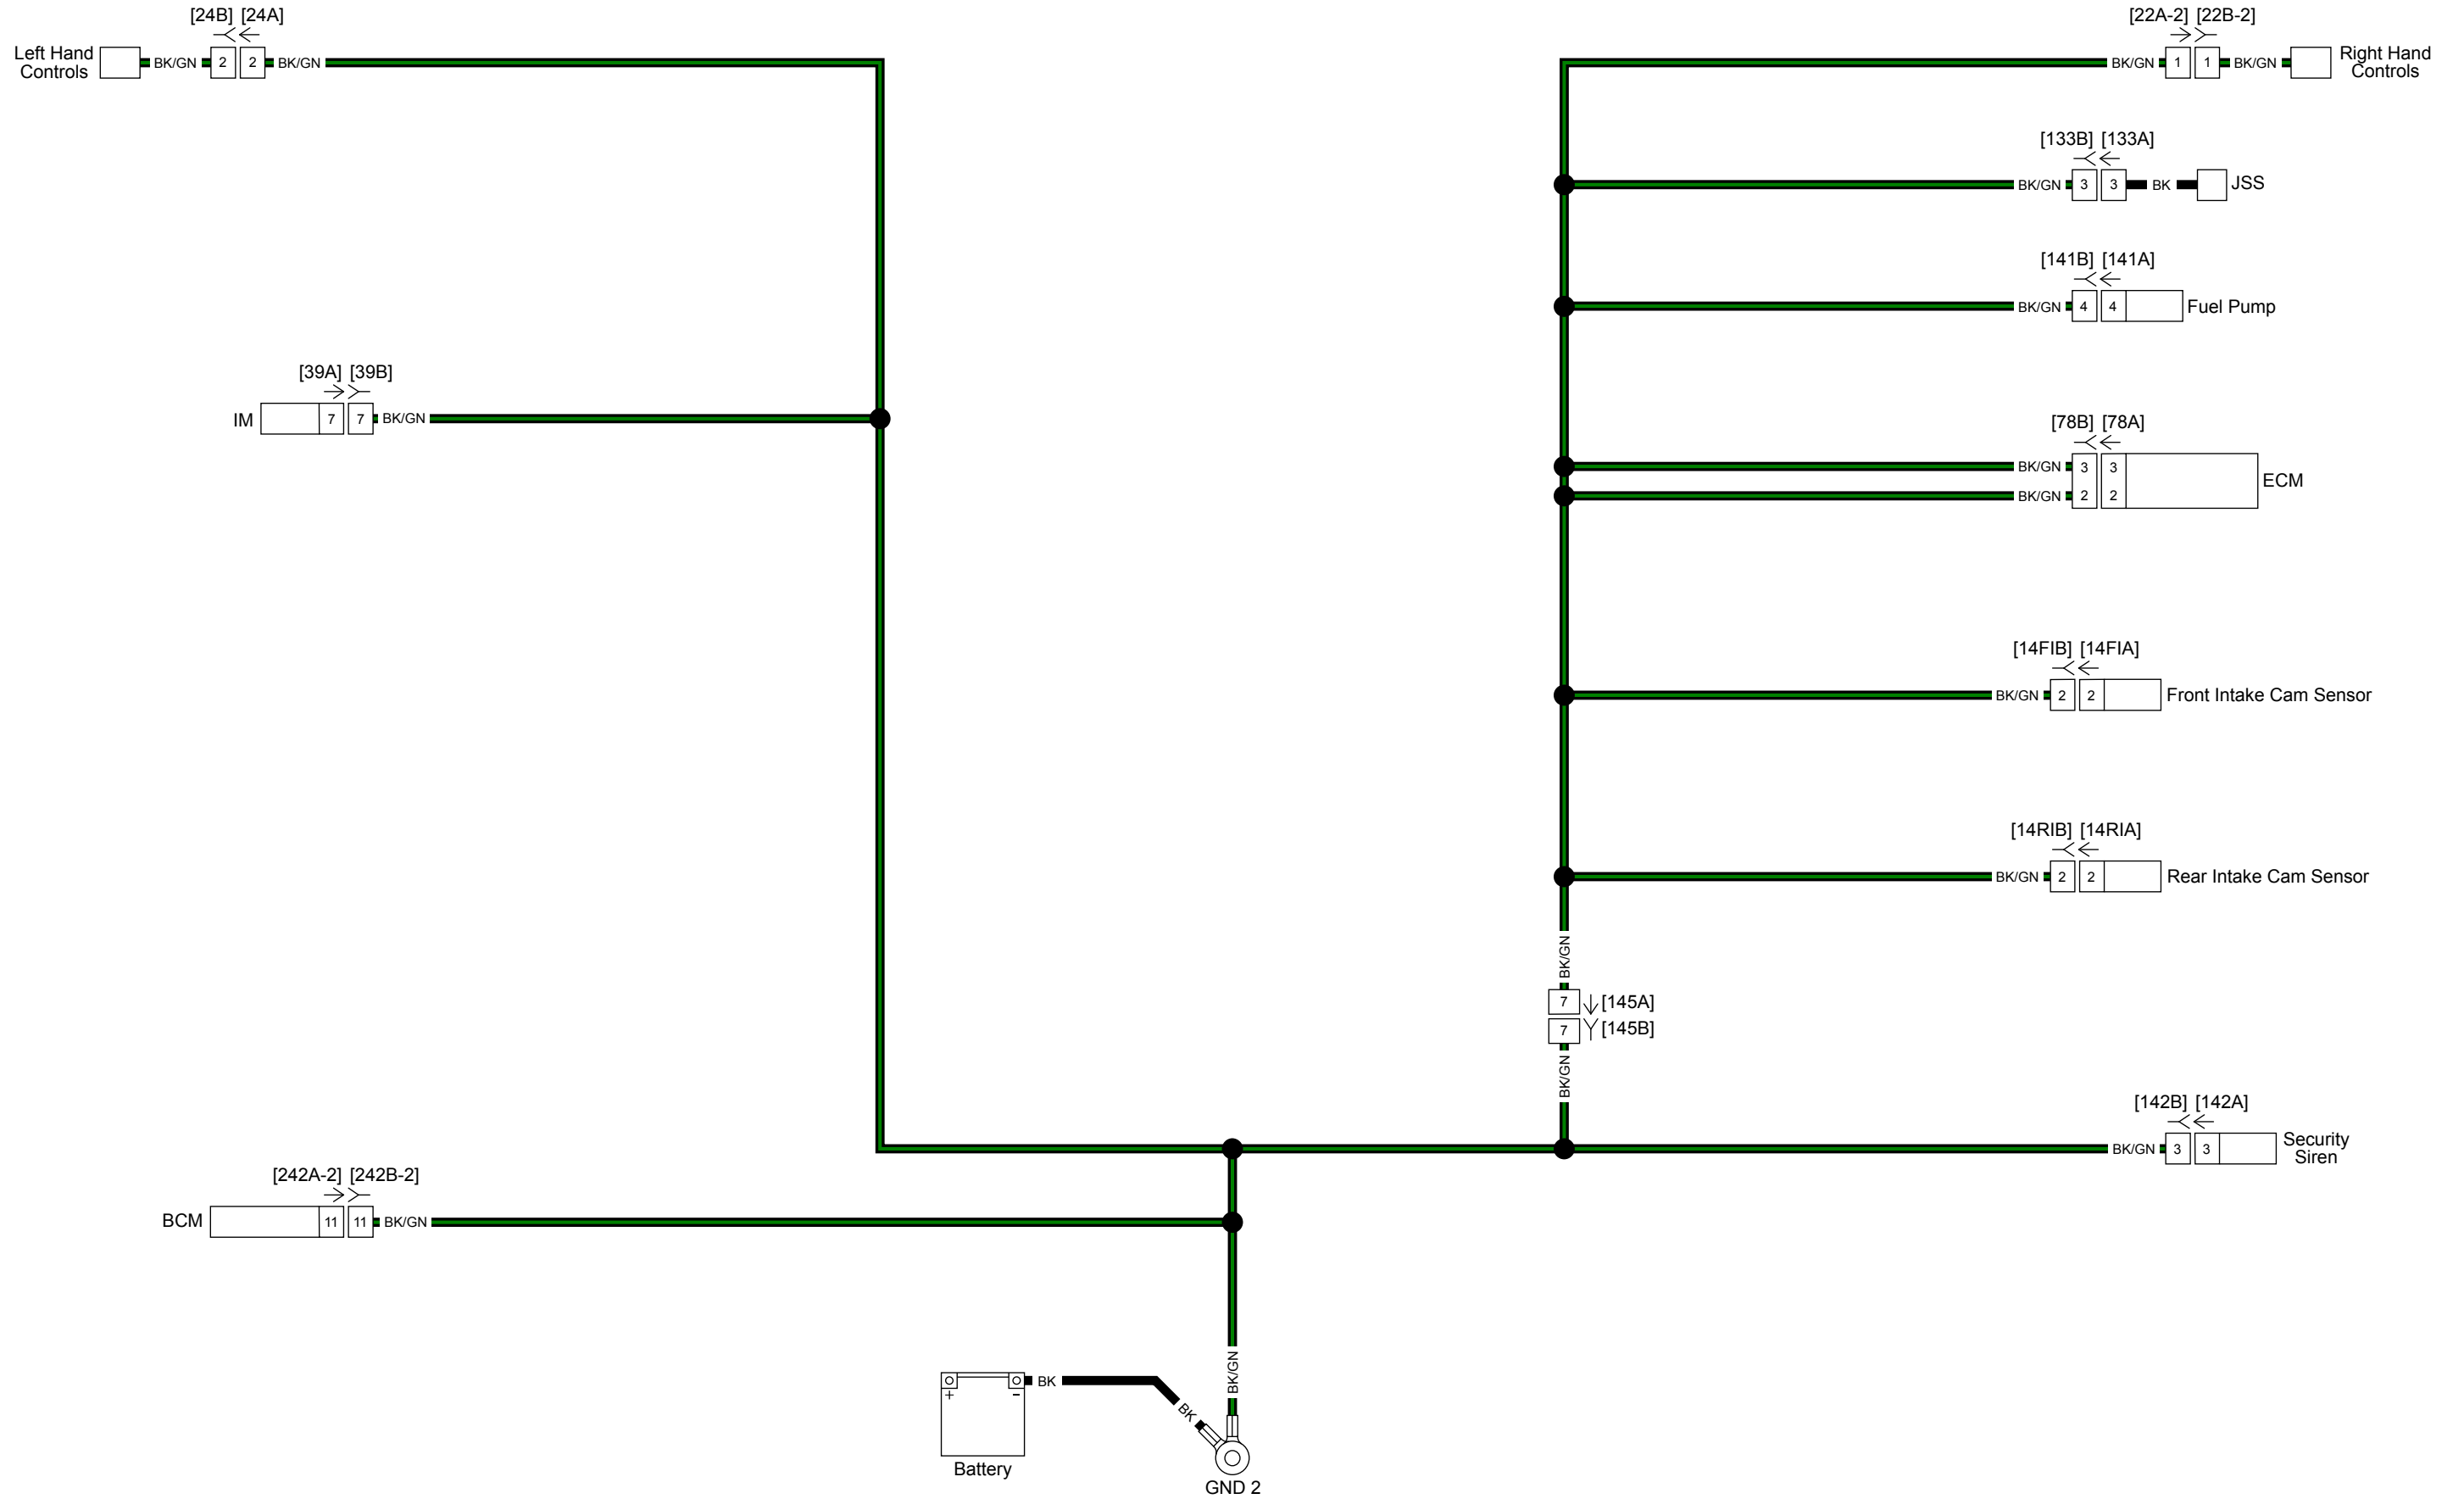 [24B] [24A]
Left Hand
Controls
BK/GN 2 2 BK/GN
[22A-2] [22B-2]
BK/GN 1 1 BK/GN
Right Hand
Controls
[133B] [133A]
BK/GN 3 3 BK JSS
[141B] [141A]
BK/GN 4 4 Fuel Pump
[39A] [39B]
IM 7 7 BK/GN
[78B] [78A]
BK/GN 3 3
ECM
BK/GN 2 2
[14FIB] [14FIA]
BK/GN 2 2 Front Intake Cam Sensor
[14RIB] [14RIA]
BK/GN 2 2 Rear Intake Cam Sensor
BK/GN
7 [145A]
7 [145B]
BK/GN
[142B] [142A]
BK/GN 3 3
Security
Siren
[242A-2] [242B-2]
BCM 11 11 BK/GN
BK/GN
BK
BK
+ −
Battery
GND 2